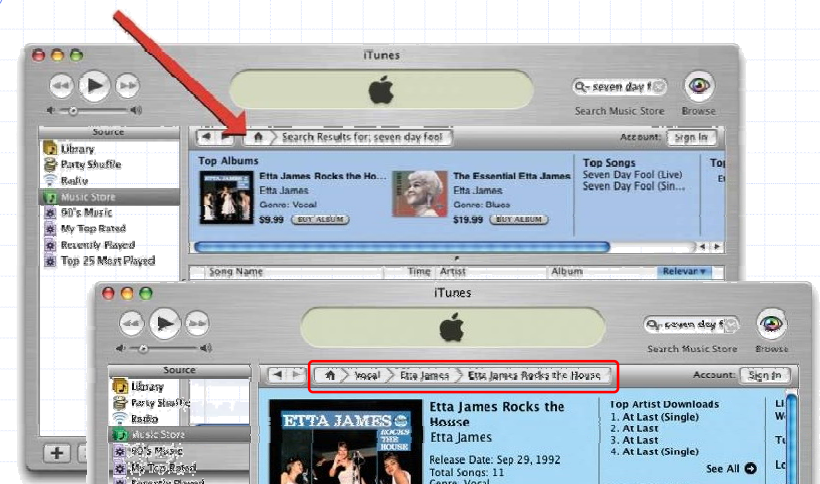 iTunes
seven day f
Search Music Store
Browse
Source
Library
Party Shuffle
Radio
Music Store
90's Music
My Top Rated
Recently Played
Top 25 Most Played
Search Results for: seven day fool
Account:
Sign In
Top Albums
Etta James Rocks the Ho...
Etta James
Genre: Vocal
$9.99
BUY ALBUM
The Essential Etta James
Etta James
Genre: Blues
$19.99
BUY ALBUM
Top Songs
Seven Day Fool (Live)
Seven Day Fool (Sin...
Song Name
Time
Artist
Album
Relevan
iTunes
seven day f
Search Music Store
Browse
Source
Library
Party Shuffle
Radio
Music Store
90's Music
My Top Rated
Recently Played
Vocal
Etta James
Etta James Rocks the House
Account:
Sign In
ETTA JAMES
ROCKS
THE
HOUSE
Etta James Rocks the
House
Etta James
Release Date: Sep 29, 1992
Total Songs: 11
Genre: Vocal
Top Artist Downloads
1. At Last (Single)
2. At Last
3. At Last
4. At Last (Single)
See All